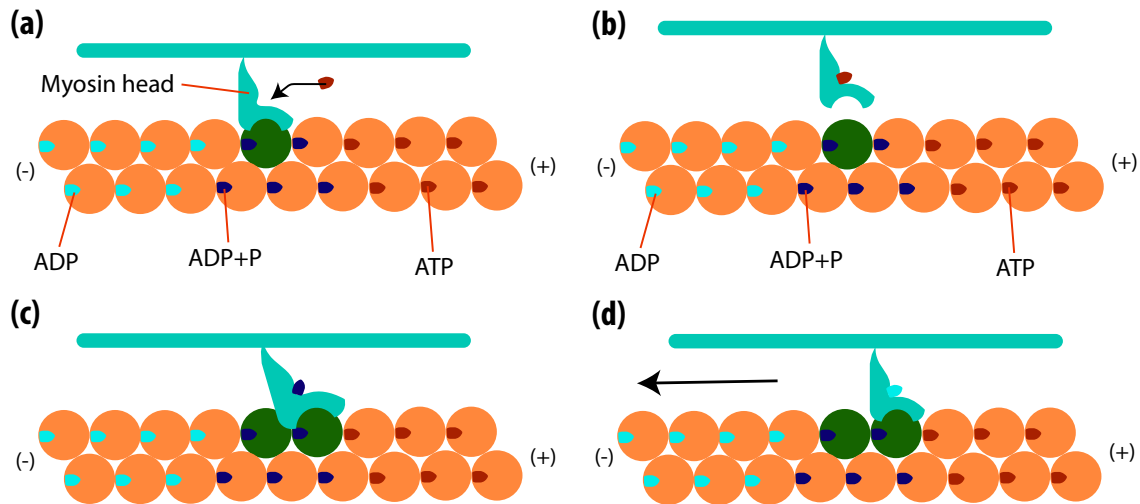 (a)
Myosin head
(-)
(+)
ADP
ADP+P
ATP
(b)
(-)
(+)
ADP
ADP+P
ATP
(c)
(-)
(+)
(d)
(-)
(+)